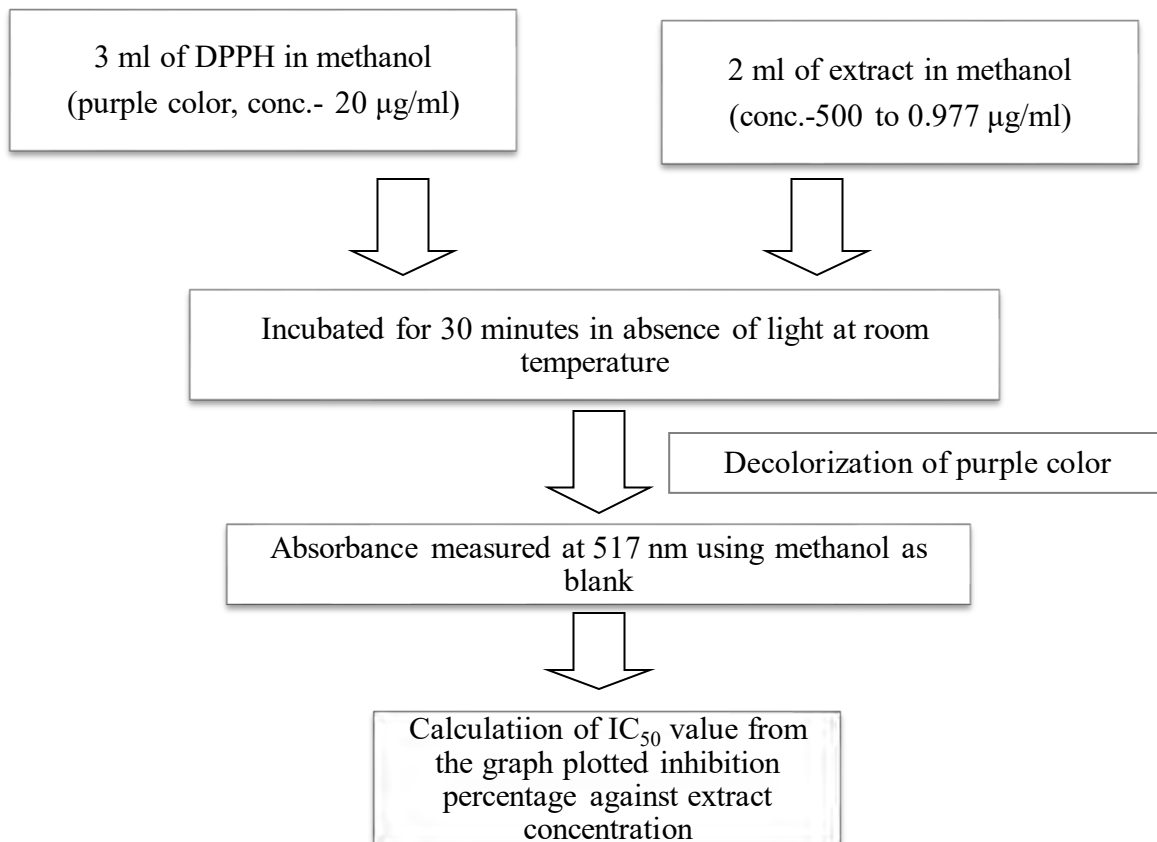 3 ml of DPPH in methanol
(purple color, conc.- 20 μg/ml)
2 ml of extract in methanol
(conc.-500 to 0.977 μg/ml)
Incubated for 30 minutes in absence of light at room
temperature
Decolorization of purple color
Absorbance measured at 517 nm using methanol as
blank
Calculatiion of IC₅₀ value from
the graph plotted inhibition
percentage against extract
concentration